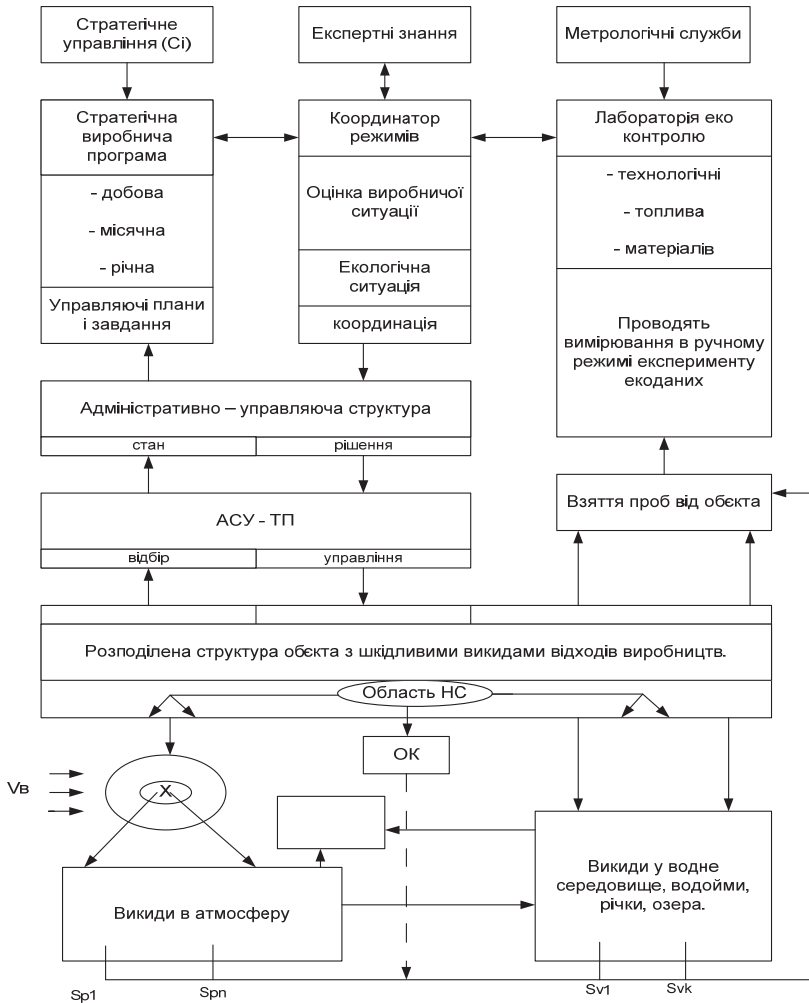 Стратегічне
управління (Сі)
Експертні знання
Метрологічні служби
Стратегічна
виробнича
програма
- добова
- місячна
- річна
Управляючі плани
і завдання
Координатор
режимів
Оцінка виробничої
ситуації
Екологічна
ситуація
координація
Лабораторія еко
контролю
- технологічні
- топлива
- матеріалів
Проводять
вимірювання в ручному
режимі експерименту
екоданих
Адміністративно – управляюча структура
стан
рішення
АСУ - ТП
відбір
управління
Взяття проб від обєкта
Розподілена структура обєкта з шкідливими викидами відходів виробництв.
Область НС
ОК
Vв
X
Викиди в атмосферу
Викиди у водне
середовище, водойми,
річки, озера.
Sp1
Spn
Sv1
Svk